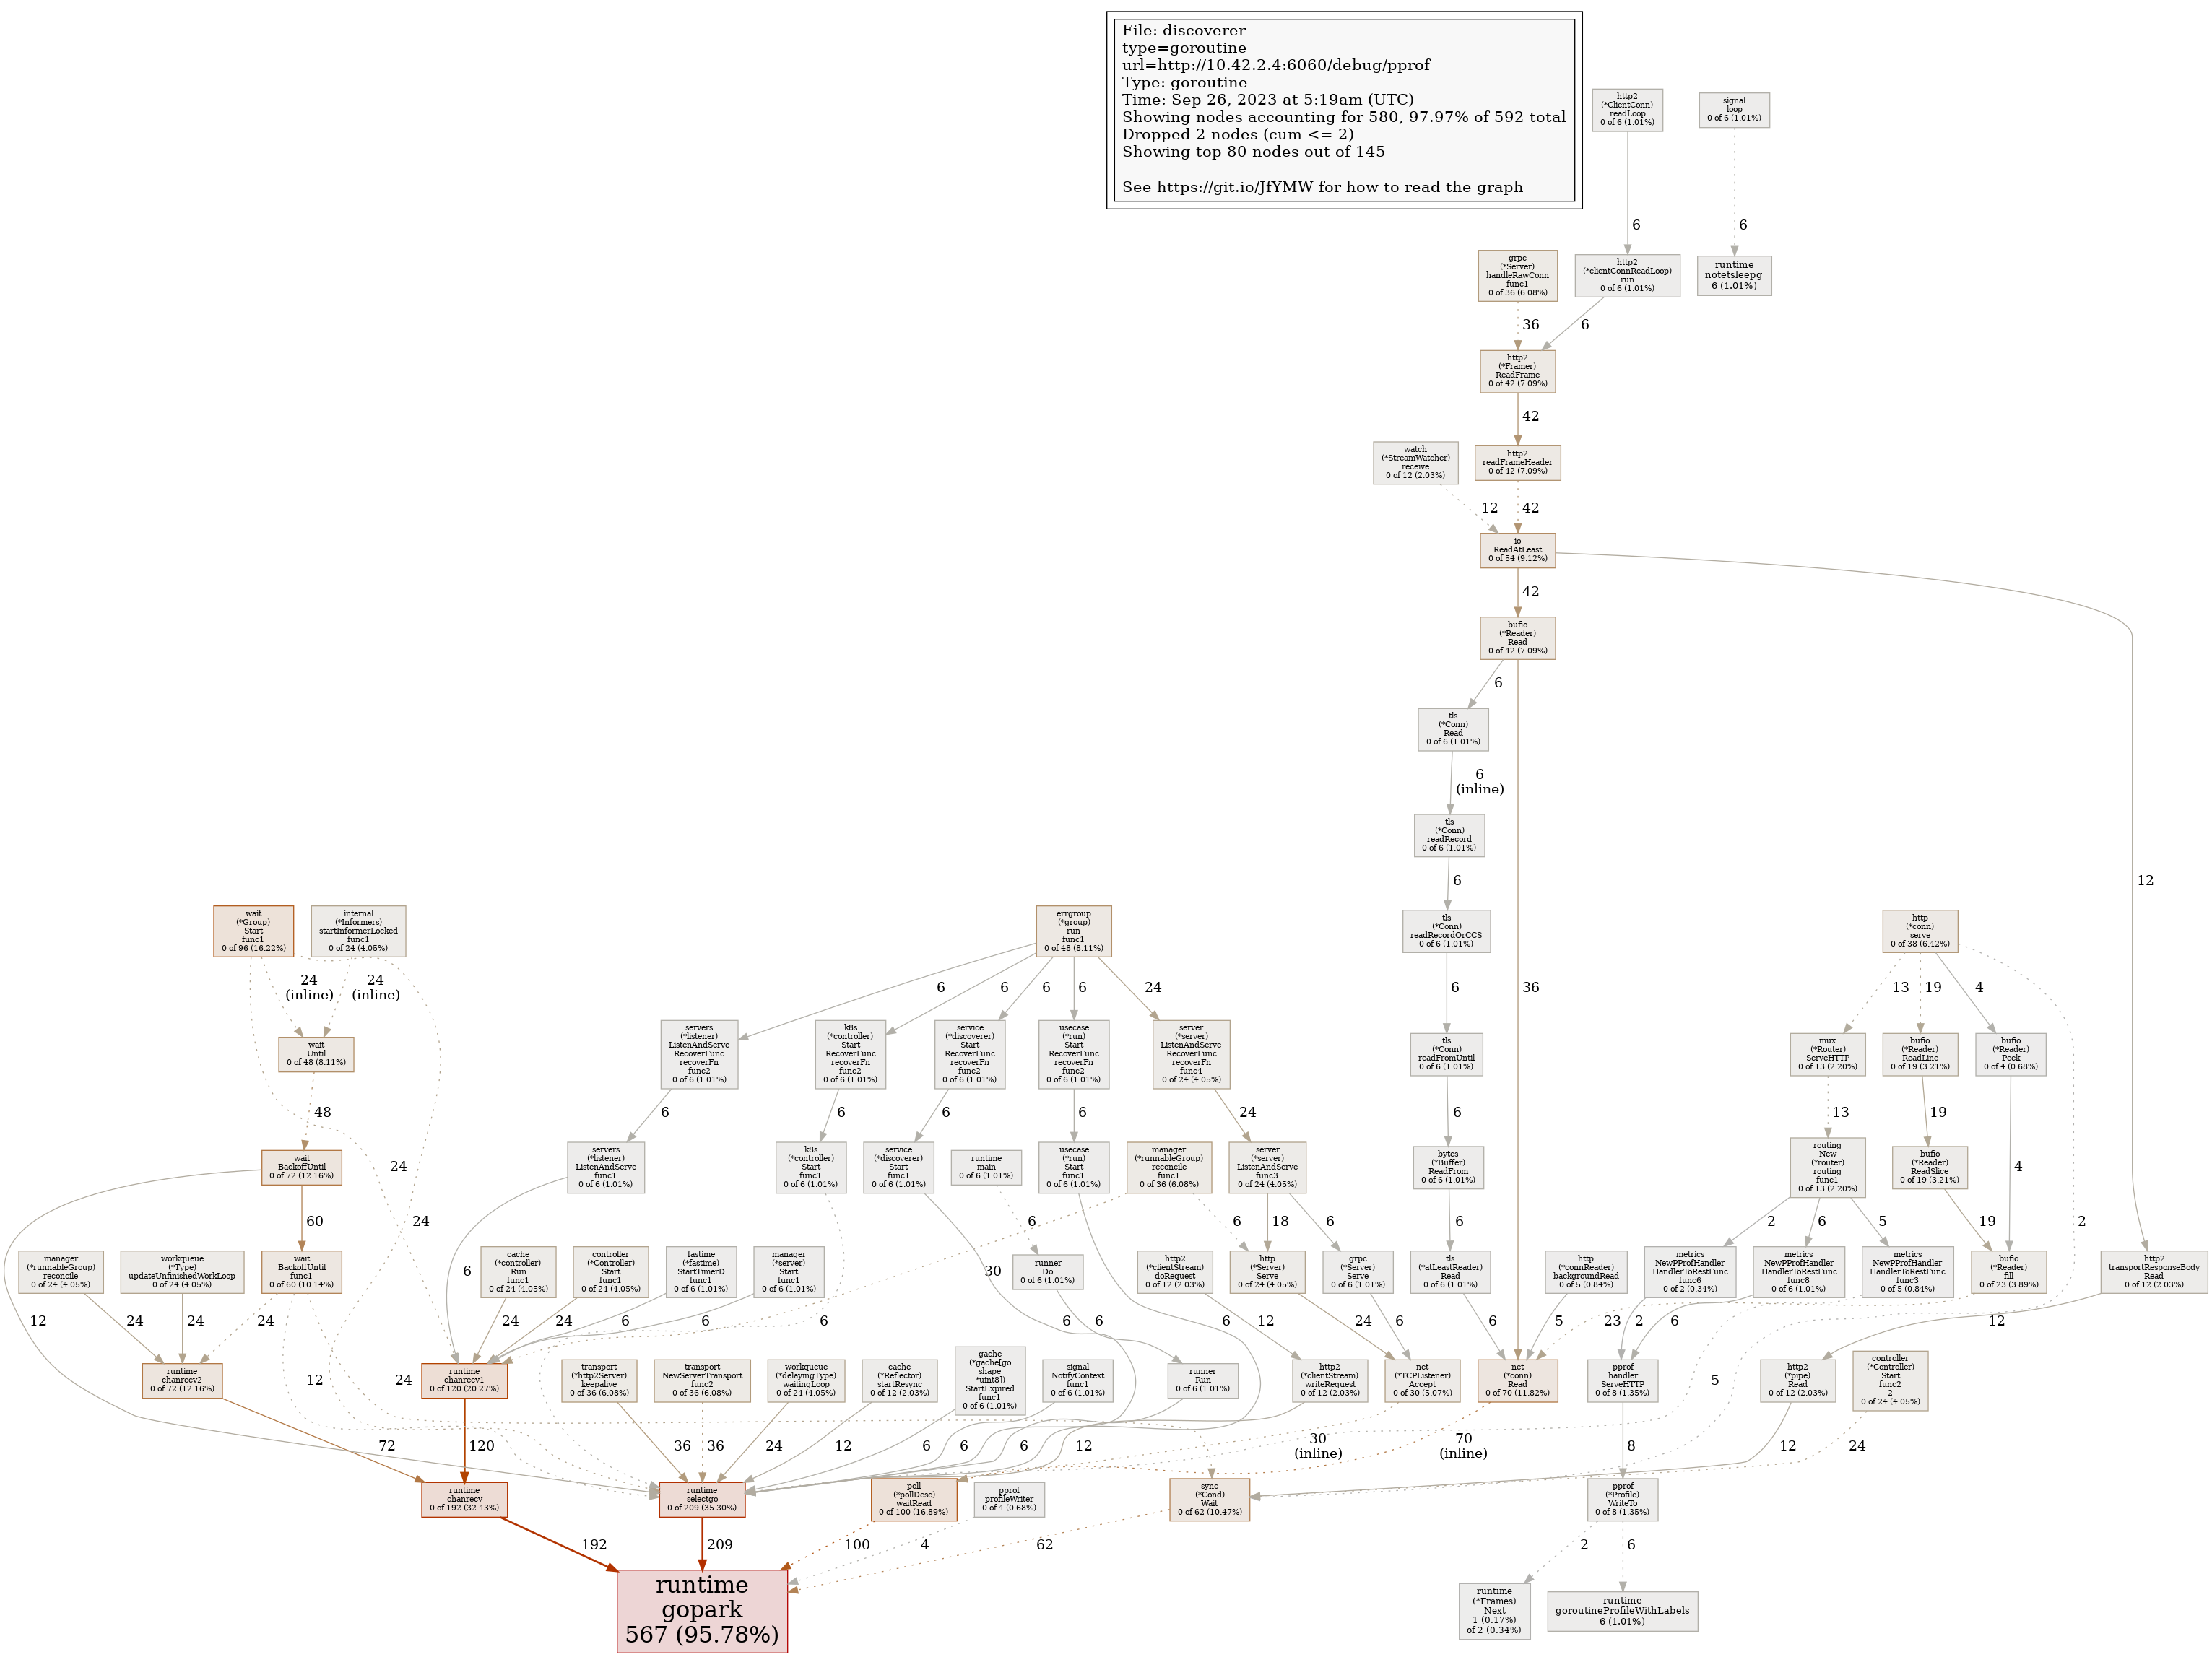 File: discoverer
type=goroutine
url=http://10.42.2.4:6060/debug/pprof
Type: goroutine
Time: Sep 26, 2023 at 5:19am (UTC)
Showing nodes accounting for 580, 97.97% of 592 total
Dropped 2 nodes (cum <= 2)
Showing top 80 nodes out of 145
See https://git.io/JfYMW for how to read the graph
http2
(*ClientConn)
readLoop
0 of 6 (1.01%)
signal
loop
0 of 6 (1.01%)
6
6
grpc
(*Server)
handleRawConn
func1
0 of 36 (6.08%)
http2
(*clientConnReadLoop)
run
0 of 6 (1.01%)
runtime
notetsleepg
6 (1.01%)
36
6
http2
(*Framer)
ReadFrame
0 of 42 (7.09%)
42
watch
(*StreamWatcher)
receive
0 of 12 (2.03%)
http2
readFrameHeader
0 of 42 (7.09%)
12
42
io
ReadAtLeast
0 of 54 (9.12%)
42
bufio
(*Reader)
Read
0 of 42 (7.09%)
6
tls
(*Conn)
Read
0 of 6 (1.01%)
6
(inline)
tls
(*Conn)
readRecord
0 of 6 (1.01%)
6
12
wait
(*Group)
Start
func1
0 of 96 (16.22%)
internal
(*Informers)
startInformerLocked
func1
0 of 24 (4.05%)
errgroup
(*group)
run
func1
0 of 48 (8.11%)
tls
(*Conn)
readRecordOrCCS
0 of 6 (1.01%)
http
(*conn)
serve
0 of 38 (6.42%)
24
(inline)
24
(inline)
6
6
6
6
24
6
36
13
19
4
wait
Until
0 of 48 (8.11%)
servers
(*listener)
ListenAndServe
RecoverFunc
recoverFn
func2
0 of 6 (1.01%)
k8s
(*controller)
Start
RecoverFunc
recoverFn
func2
0 of 6 (1.01%)
service
(*discoverer)
Start
RecoverFunc
recoverFn
func2
0 of 6 (1.01%)
usecase
(*run)
Start
RecoverFunc
recoverFn
func2
0 of 6 (1.01%)
server
(*server)
ListenAndServe
RecoverFunc
recoverFn
func4
0 of 24 (4.05%)
tls
(*Conn)
readFromUntil
0 of 6 (1.01%)
mux
(*Router)
ServeHTTP
0 of 13 (2.20%)
bufio
(*Reader)
ReadLine
0 of 19 (3.21%)
bufio
(*Reader)
Peek
0 of 4 (0.68%)
48
6
6
6
6
24
6
13
19
wait
BackoffUntil
0 of 72 (12.16%)
24
servers
(*listener)
ListenAndServe
func1
0 of 6 (1.01%)
k8s
(*controller)
Start
func1
0 of 6 (1.01%)
service
(*discoverer)
Start
func1
0 of 6 (1.01%)
runtime
main
0 of 6 (1.01%)
usecase
(*run)
Start
func1
0 of 6 (1.01%)
manager
(*runnableGroup)
reconcile
func1
0 of 36 (6.08%)
server
(*server)
ListenAndServe
func3
0 of 24 (4.05%)
bytes
(*Buffer)
ReadFrom
0 of 6 (1.01%)
routing
New
(*router)
routing
func1
0 of 13 (2.20%)
bufio
(*Reader)
ReadSlice
0 of 19 (3.21%)
4
60
24
6
6
18
6
6
2
6
5
19
2
manager
(*runnableGroup)
reconcile
0 of 24 (4.05%)
workqueue
(*Type)
updateUnfinishedWorkLoop
0 of 24 (4.05%)
wait
BackoffUntil
func1
0 of 60 (10.14%)
6
cache
(*controller)
Run
func1
0 of 24 (4.05%)
controller
(*Controller)
Start
func1
0 of 24 (4.05%)
fastime
(*fastime)
StartTimerD
func1
0 of 6 (1.01%)
manager
(*server)
Start
func1
0 of 6 (1.01%)
30
runner
Do
0 of 6 (1.01%)
http2
(*clientStream)
doRequest
0 of 12 (2.03%)
http
(*Server)
Serve
0 of 24 (4.05%)
grpc
(*Server)
Serve
0 of 6 (1.01%)
tls
(*atLeastReader)
Read
0 of 6 (1.01%)
http
(*connReader)
backgroundRead
0 of 5 (0.84%)
metrics
NewPProfHandler
HandlerToRestFunc
func6
0 of 2 (0.34%)
metrics
NewPProfHandler
HandlerToRestFunc
func8
0 of 6 (1.01%)
metrics
NewPProfHandler
HandlerToRestFunc
func3
0 of 5 (0.84%)
bufio
(*Reader)
fill
0 of 23 (3.89%)
http2
transportResponseBody
Read
0 of 12 (2.03%)
12
24
24
24
24
24
6
6
6
6
6
6
12
24
6
6
5
23
2
6
12
runtime
chanrecv2
0 of 72 (12.16%)
12
24
runtime
chanrecv1
0 of 120 (20.27%)
transport
(*http2Server)
keepalive
0 of 36 (6.08%)
transport
NewServerTransport
func2
0 of 36 (6.08%)
workqueue
(*delayingType)
waitingLoop
0 of 24 (4.05%)
cache
(*Reflector)
startResync
0 of 12 (2.03%)
gache
(*gache[go
shape
*uint8])
StartExpired
func1
0 of 6 (1.01%)
signal
NotifyContext
func1
0 of 6 (1.01%)
runner
Run
0 of 6 (1.01%)
http2
(*clientStream)
writeRequest
0 of 12 (2.03%)
net
(*TCPListener)
Accept
0 of 30 (5.07%)
net
(*conn)
Read
0 of 70 (11.82%)
pprof
handler
ServeHTTP
0 of 8 (1.35%)
5
http2
(*pipe)
Read
0 of 12 (2.03%)
controller
(*Controller)
Start
func2
2
0 of 24 (4.05%)
72
120
36
36
24
12
6
6
6
12
30
(inline)
70
(inline)
8
12
24
runtime
chanrecv
0 of 192 (32.43%)
runtime
selectgo
0 of 209 (35.30%)
poll
(*pollDesc)
waitRead
0 of 100 (16.89%)
pprof
profileWriter
0 of 4 (0.68%)
sync
(*Cond)
Wait
0 of 62 (10.47%)
pprof
(*Profile)
WriteTo
0 of 8 (1.35%)
192
209
100
4
62
2
6
runtime
gopark
567 (95.78%)
runtime
(*Frames)
Next
1 (0.17%)
of 2 (0.34%)
runtime
goroutineProfileWithLabels
6 (1.01%)